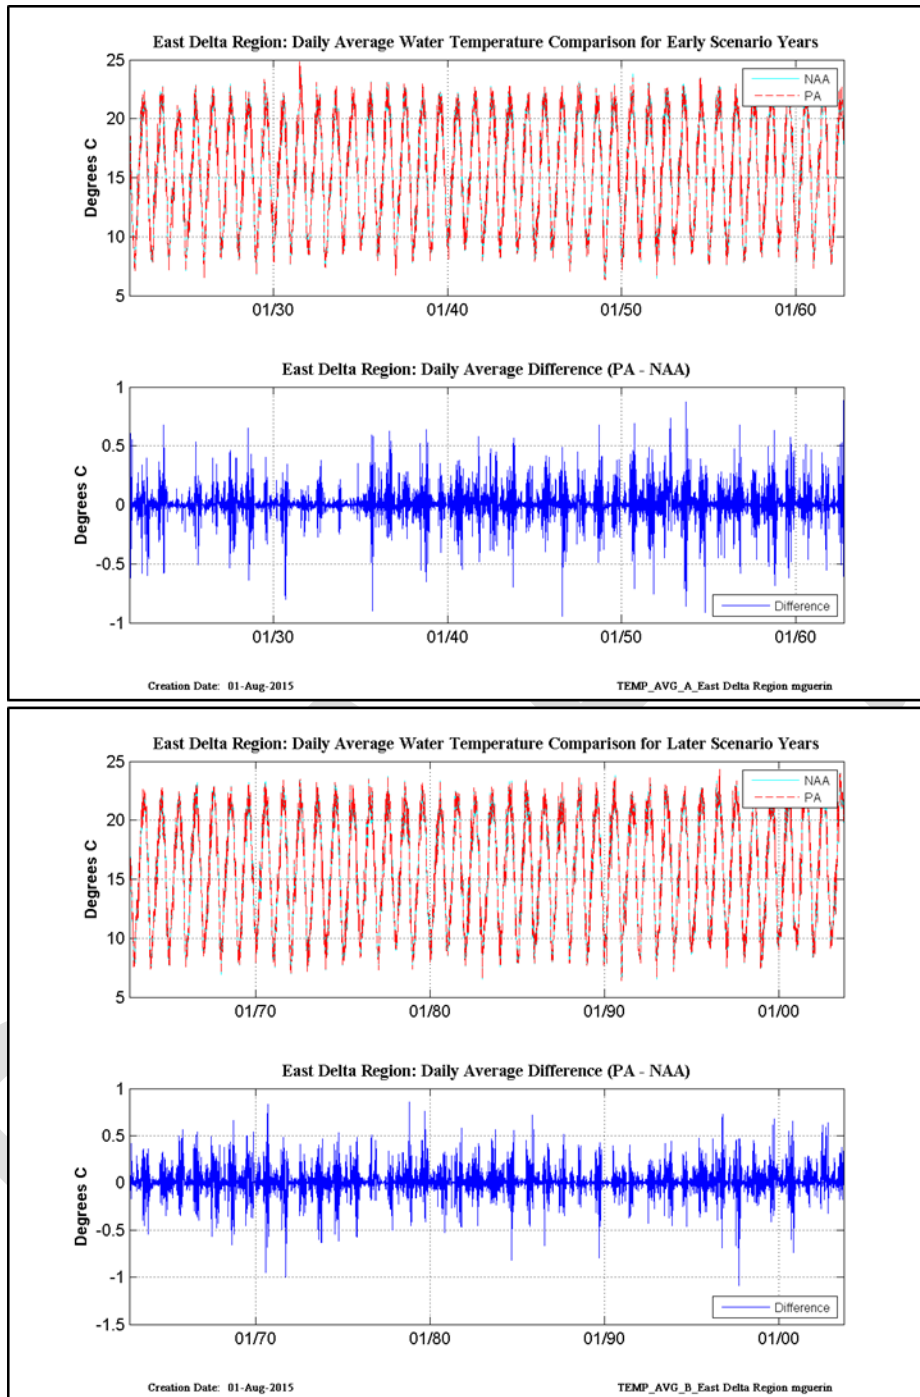 East Delta Region: Daily Average Water Temperature Comparison for Early Scenario Years
25
20
15
10
5
Degrees C
NAA
PA
01/30 01/40 01/50 01/60
East Delta Region: Daily Average Difference (PA - NAA)
1
0.5
0
-0.5
-1
Degrees C
Difference
01/30 01/40 01/50 01/60
Creation Date: 01-Aug-2015 TEMP_AVG_A_East Delta Region mguerin
East Delta Region: Daily Average Water Temperature Comparison for Later Scenario Years
25
20
15
10
5
Degrees C
NAA
PA
01/70 01/80 01/90 01/00
East Delta Region: Daily Average Difference (PA - NAA)
1
0.5
0
-0.5
-1
-1.5
Degrees C
Difference
01/70 01/80 01/90 01/00
Creation Date: 01-Aug-2015 TEMP_AVG_B_East Delta Region mguerin